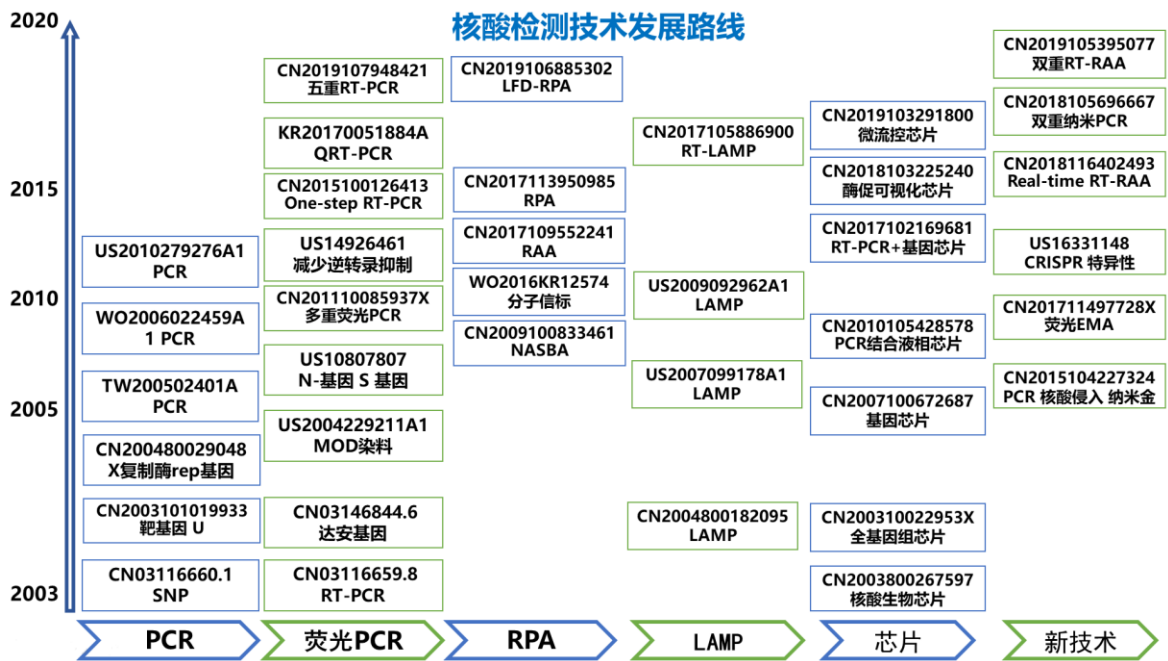 核酸检测技术发展路线
2020
2015
2010
2005
2003
US2010279276A1
PCR
WO2006022459A
1 PCR
TW200502401A
PCR
CN200480029048
X复制酶rep基因
CN2003101019933
靶基因 U
CN03116660.1
SNP
PCR
CN2019107948421
五重RT-PCR
KR20170051884A
QRT-PCR
CN2015100126413
One-step RT-PCR
US14926461
减少逆转录抑制
CN201110085937X
多重荧光PCR
US10807807
N-基因 S 基因
US2004229211A1
MOD染料
CN03146844.6
达安基因
CN03116659.8
RT-PCR
荧光PCR
CN2019106885302
LFD-RPA
CN2017113950985
RPA
CN2017109552241
RAA
WO2016KR12574
分子信标
CN2009100833461
NASBA
RPA
CN2017105886900
RT-LAMP
US2009092962A1
LAMP
US2007099178A1
LAMP
CN2004800182095
LAMP
LAMP
CN2019103291800
微流控芯片
CN2018103225240
酶促可视化芯片
CN2017102169681
RT-PCR+基因芯片
CN2010105428578
PCR结合液相芯片
CN2007100672687
基因芯片
CN200310022953X
全基因组芯片
CN2003800267597
核酸生物芯片
芯片
CN2019105395077
双重RT-RAA
CN2018105696667
双重纳米PCR
CN2018116402493
Real-time RT-RAA
US16331148
CRISPR 特异性
CN201711497728X
荧光EMA
CN2015104227324
PCR 核酸侵入 纳米金
新技术